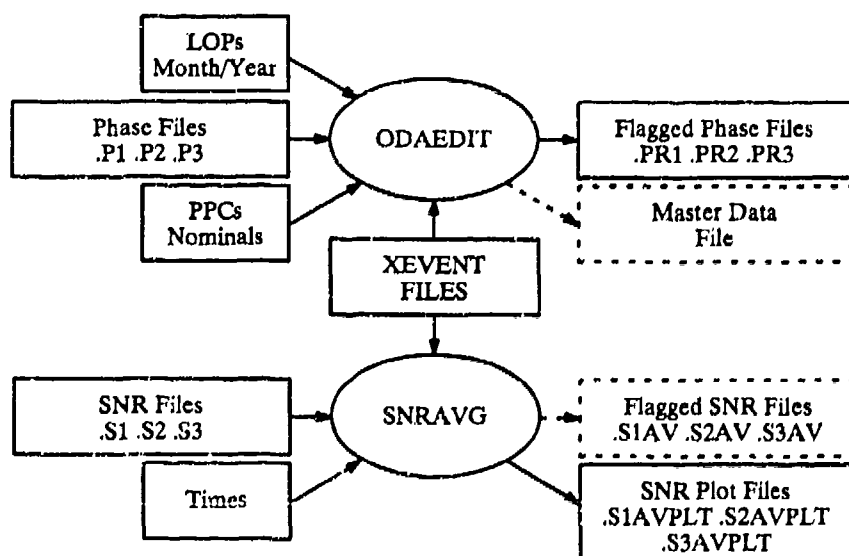 LOPs
Month/Year
Phase Files
.P1 .P2 .P3
PPCs
Nominals
ODAEDIT
Flagged Phase Files
.PR1 .PR2 .PR3
Master Data
File
XEVENT
FILES
SNR Files
.S1 .S2 .S3
Times
SNRAVG
Flagged SNR Files
.S1AV .S2AV .S3AV
SNR Plot Files
.S1AVPLT .S2AVPLT
.S3AVPLT